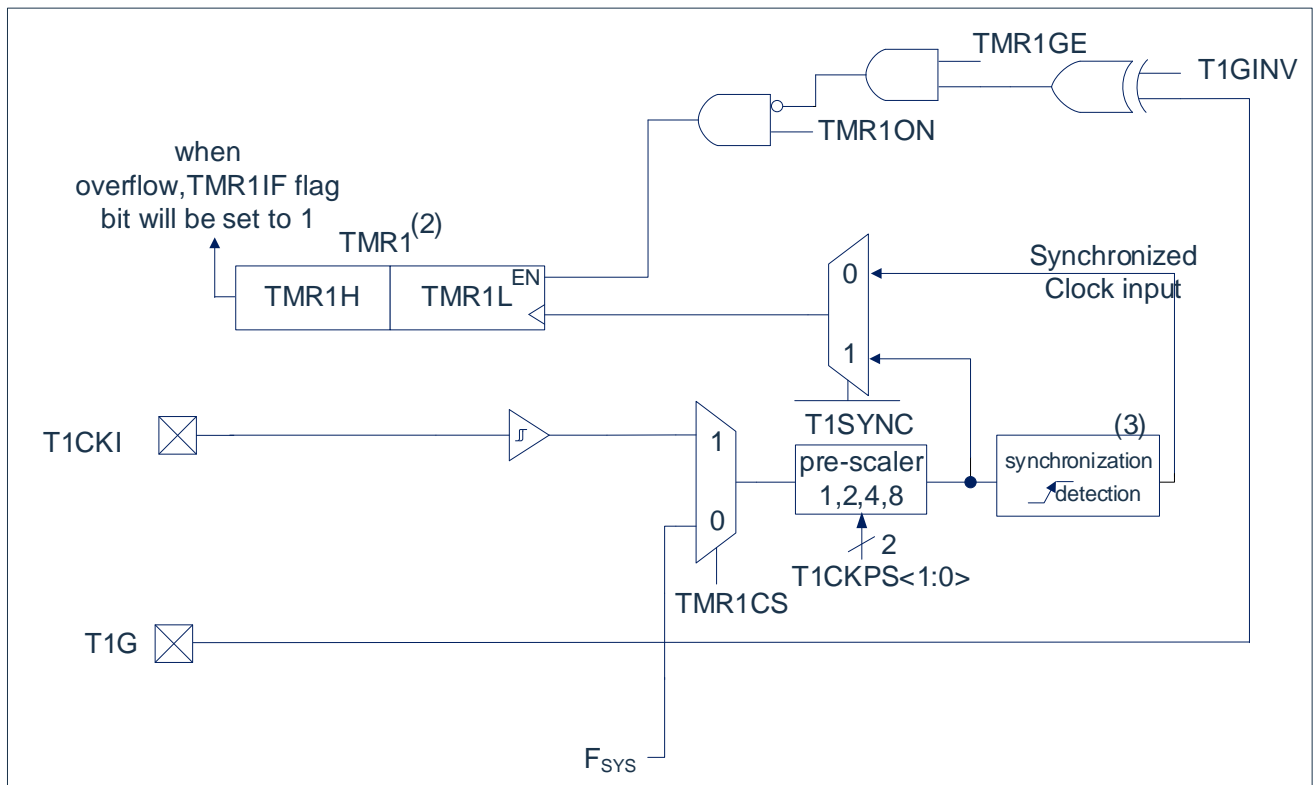 TMR1GE
T1GINV
TMR1ON
when
overflow,TMR1IF flag
bit will be set to 1
TMR1(2)
EN
TMR1H
TMR1L
0
Synchronized
Clock input
1
T1SYNC
T1CKI
1
pre-scaler
1,2,4,8
(3)
synchronization
detection
0
2
T1CKPS<1:0>
TMR1CS
T1G
FSYS